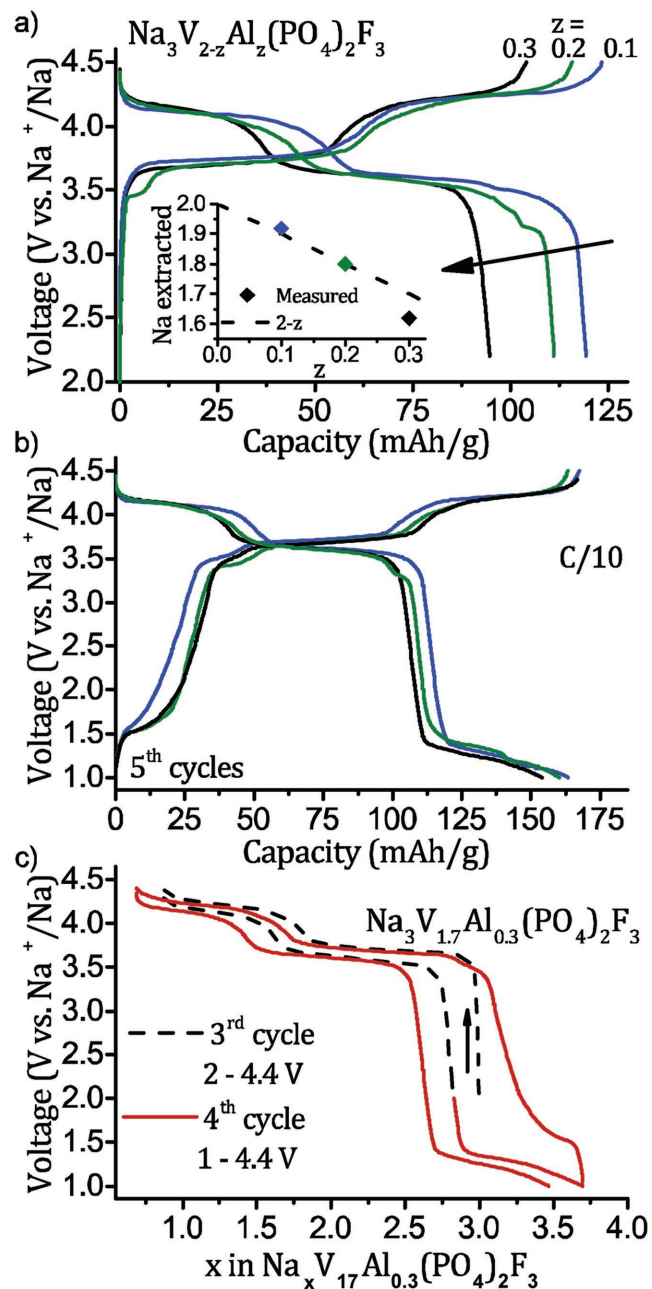 a)
Na₃V₂₋zAlz(PO₄)₂F₃
z =
0.3 0.2 0.1
4.5
4.0
3.5
3.0
2.5
2.0
Voltage (V vs. Na⁺/Na)
2.0
1.9
1.8
1.7
1.6
Na extracted
Measured
2-z
0.0 0.1 0.2 0.3
z
0 25 50 75 100 125
Capacity (mAh/g)
b)
4.5
4.0
3.5
3.0
2.5
2.0
1.5
1.0
Voltage (V vs. Na⁺/Na)
C/10
5th cycles
0 25 50 75 100 125 150 175
Capacity (mAh/g)
c)
4.5
4.0
3.5
3.0
2.5
2.0
1.5
1.0
Voltage (V vs. Na⁺/Na)
Na₃V₁.₇Al₀.₃(PO₄)₂F₃
3rd cycle
2 - 4.4 V
4th cycle
1 - 4.4 V
1.0 1.5 2.0 2.5 3.0 3.5 4.0
x in NaₓV₁₇Al₀.₃(PO₄)₂F₃